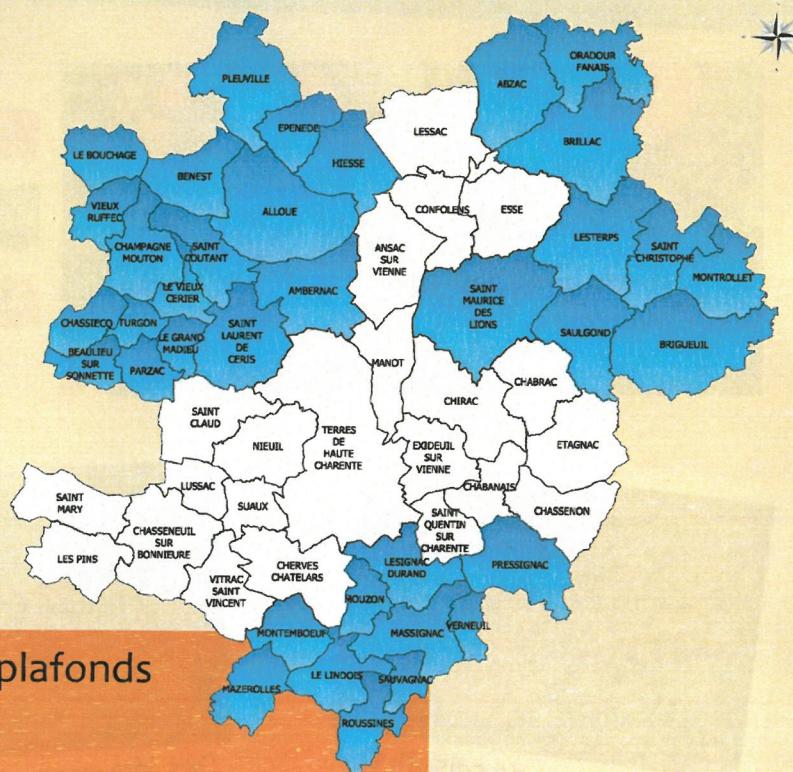 ORADOUR
FANAIS
PLEUVILLE
ABZAC
EPENEDE
LESSAC
BRILLAC
LE BOUCHAGE
HIESSE
BENEST
VIEUX
RUFFEC
ALLOUE
CONFOLENS
ESSE
LESTERPS
CHAMPAGNE
MOUTON
SAINT
COUTANT
ANSAC
SUR
VIENNE
SAINT
CHRISTOPHE
MONTROLLET
LE VIEUX
CERIER
AMBERNAC
SAINT
MAURICE
DES
LIONS
CHASSIECQ
TURGON
LE GRAND
MADIEU
SAINT
LAURENT
DE
CERIS
SAULGOND
BRIGUEUIL
BEAULIEU
SUR
SONNETTE
PARZAC
MANOT
CHABRAC
CHIRAC
SAINT
CLAUD
NIEUIL
TERRES
DE
HAUTE
CHARENTE
EXIDEUIL
SUR
VIENNE
ETAGNAC
LUSSAC
CHABANAIS
SAINT
MARY
SUAUX
SAINT
QUENTIN
SUR
CHARENTE
CHASSENON
CHASSENEUIL
SUR
BONNIEURE
LES PINS
CHERVES
CHATELARS
LESIGNAC
DURAND
PRESSIGNAC
VITRAC
SAINT
VINCENT
MOUZON
MONTEMBOEUF
MASSIGNAC
VERNEUIL
plafonds
MAZEROLLES
LE LINDOIS
SAUVAGNAC
ROUSSINES